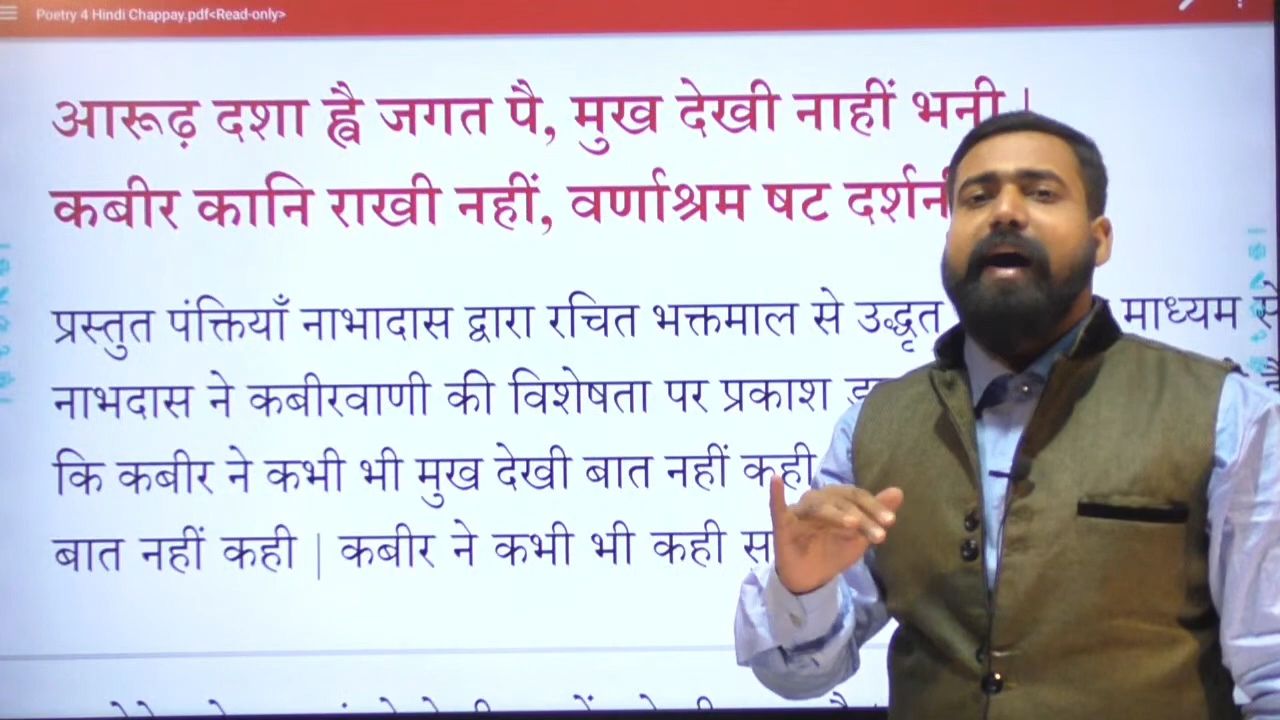 Poetry 4 Hindi Chappay.pdf<Read-only>
आरूढ़ दशा ह्वै जगत पै, मुख देखी नाहीं भनी |
कबीर कानि राखी नहीं, वर्णाश्रम षट दर्शनी
प्रस्तुत पंक्तियाँ नाभादास द्वारा रचित भक्तमाल से उद्धृत माध्यम से
नाभदास ने कबीरवाणी की विशेषता पर प्रकाश
कि कबीर ने कभी भी मुख देखी बात नहीं कही
बात नहीं कही | कबीर ने कभी भी कही